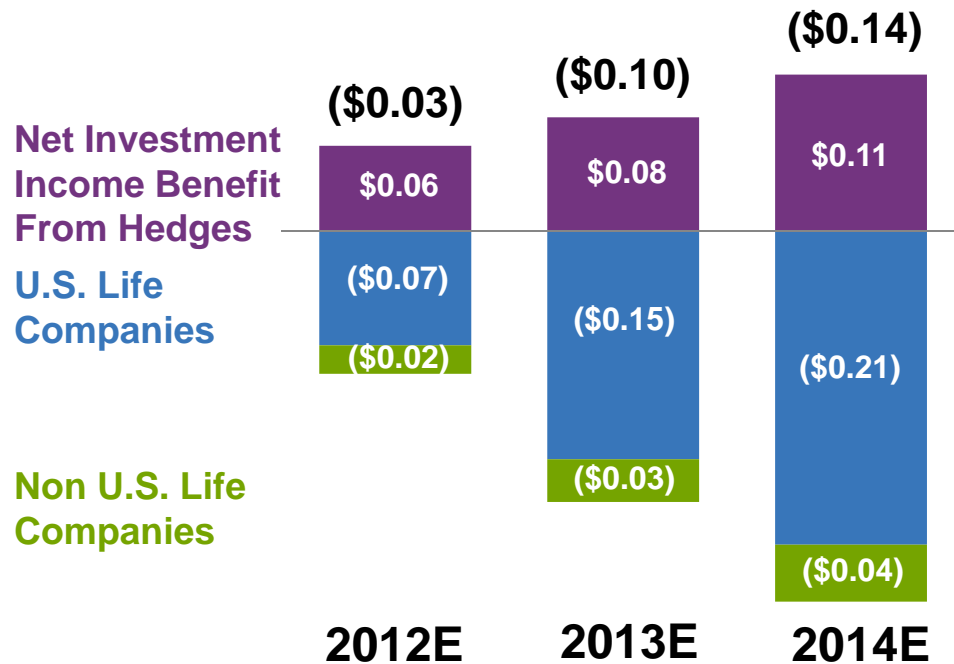 ($0.14)
($0.10)
($0.03)
Net Investment
Income Benefit
From Hedges
$0.06
$0.08
$0.11
U.S. Life
Companies
($0.07)
($0.15)
($0.21)
($0.02)
Non U.S. Life
Companies
($0.03)
($0.04)
2012E
2013E
2014E